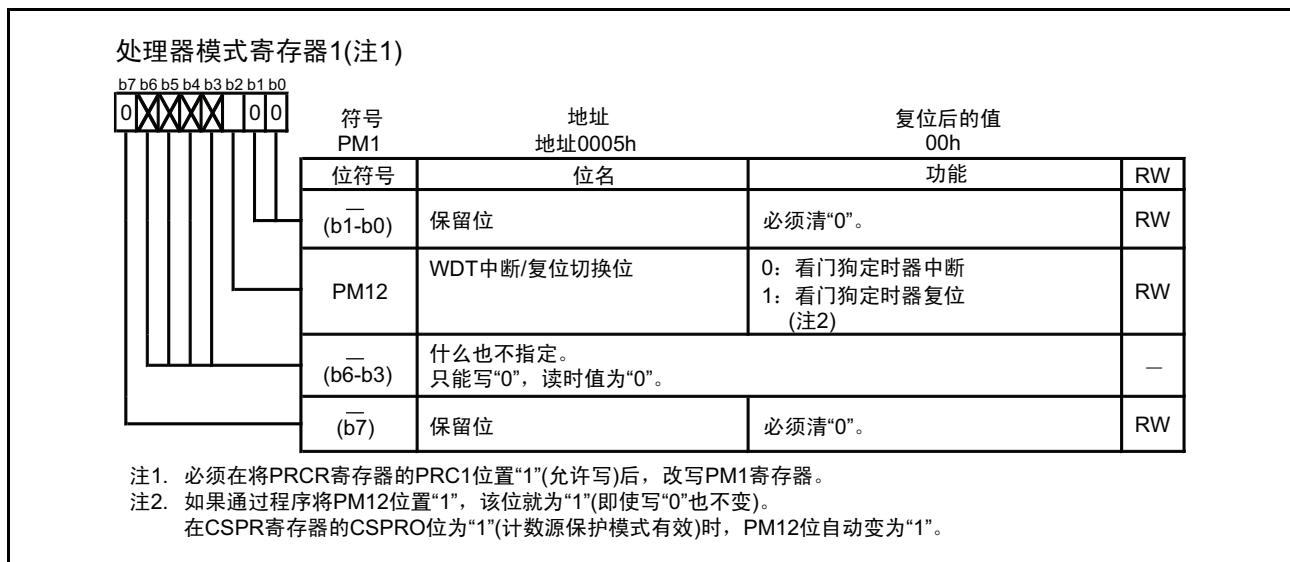 处理器模式寄存器1(注1)
b7 b6 b5 b4 b3 b2 b1 b0
0 0 0
符号 地址 复位后的值
PM1 地址0005h 00h
位符号 位名 功能 RW
—
(b1-b0) 保留位 必须清“0”。 RW
PM12 WDT中断/复位切换位 0：看门狗定时器中断
1：看门狗定时器复位
(注2) RW
—
(b6-b3) 什么也不指定。
只能写“0”，读时值为“0”。 —
—
(b7) 保留位 必须清“0”。 RW
注1. 必须在将PRCR寄存器的PRC1位置“1”(允许写)后，改写PM1寄存器。
注2. 如果通过程序将PM12位置“1”，该位就为“1”(即使写“0”也不变)。
在CSPR寄存器的CSPRO位为“1”(计数源保护模式有效)时，PM12位自动变为“1”。